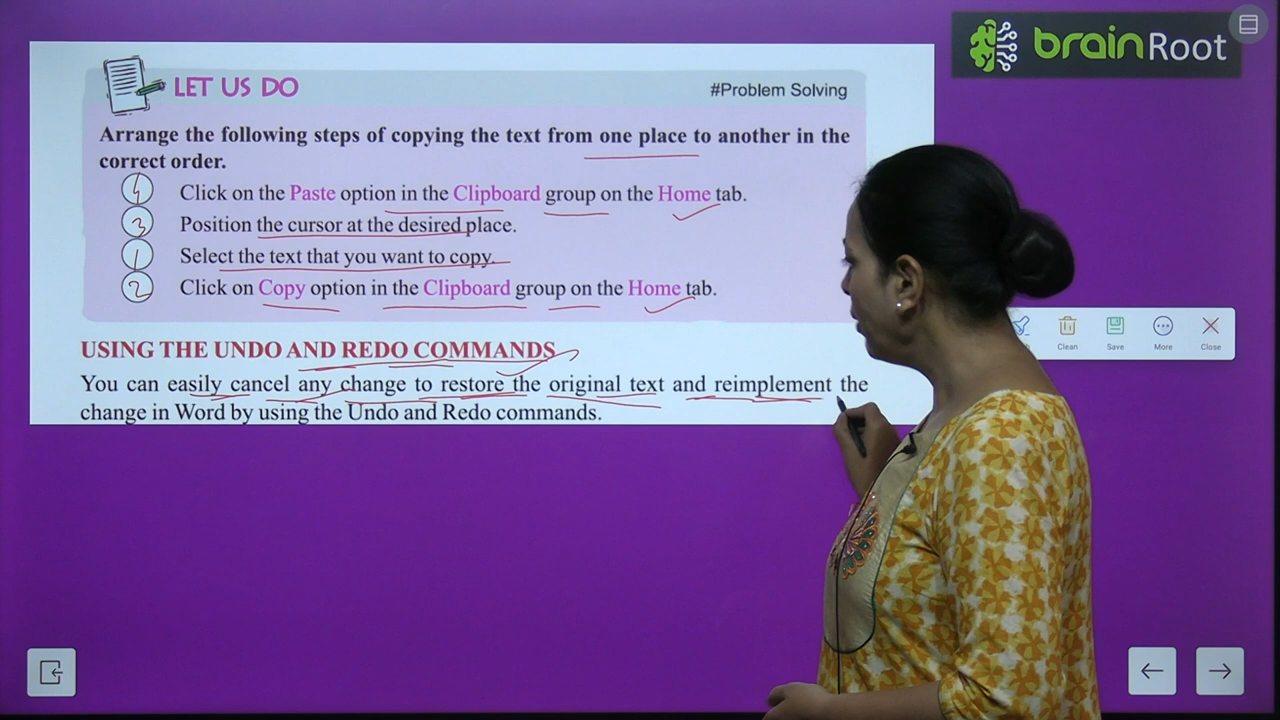 brainRoot
LET US DO
#Problem Solving
Arrange the following steps of copying the text from one place to another in the
correct order.
4 Click on the Paste option in the Clipboard group on the Home tab.
3 Position the cursor at the desired place.
1 Select the text that you want to copy.
2 Click on Copy option in the Clipboard group on the Home tab.
USING THE UNDO AND REDO COMMANDS
You can easily cancel any change to restore the original text and reimplement the
change in Word by using the Undo and Redo commands.
Clean Save More Close